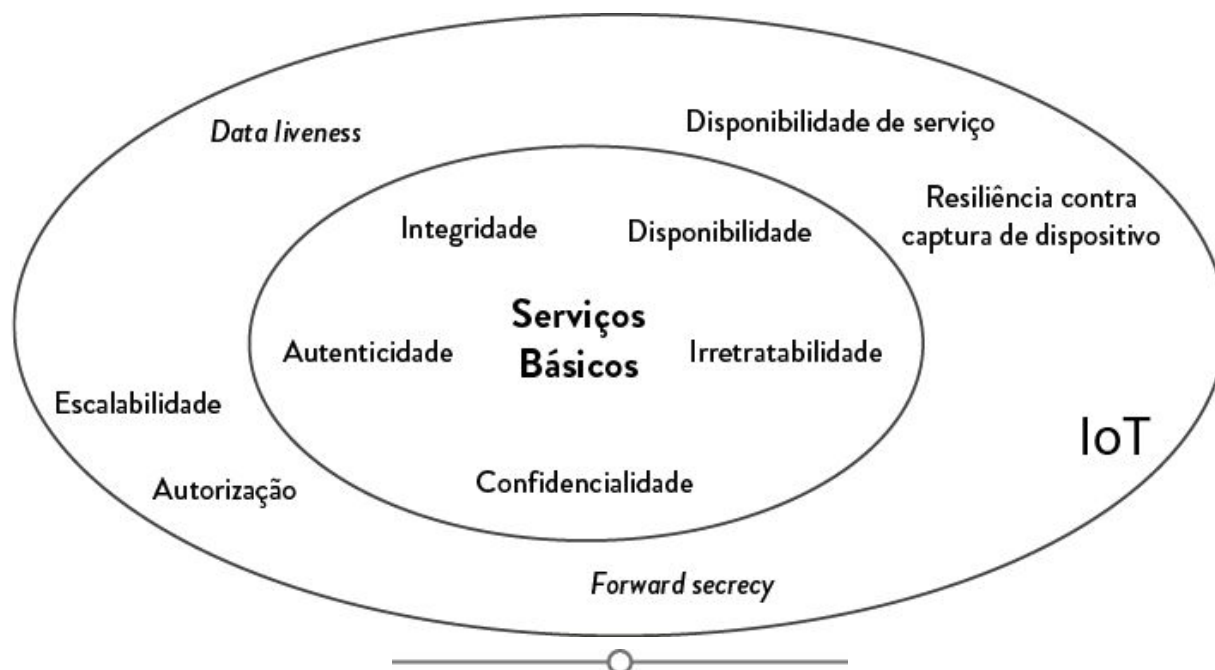 Data liveness
Disponibilidade de serviço
Resiliência contra
captura de dispositivo
Integridade
Disponibilidade
Serviços
Básicos
Autenticidade
Irretratabilidade
Escalabilidade
IoT
Autorização
Confidencialidade
Forward secrecy